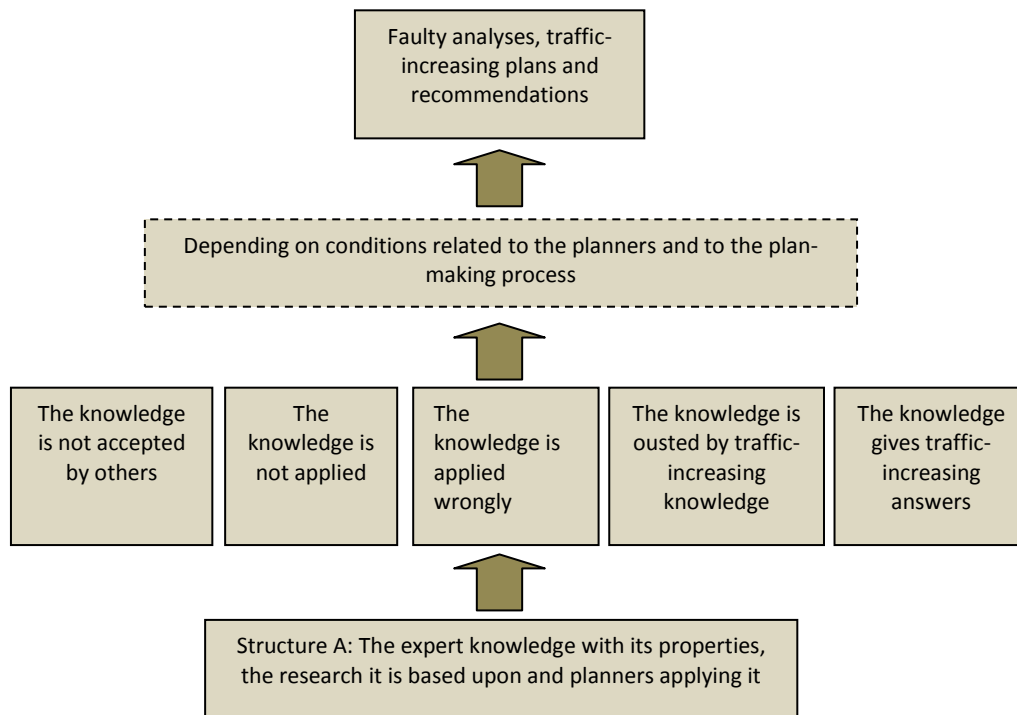 Faulty analyses, traffic-
increasing plans and
recommendations
Depending on conditions related to the planners and to the plan-
making process
The knowledge
is not accepted
by others
The
knowledge is
not applied
The
knowledge is
applied
wrongly
The knowledge is
ousted by traffic-
increasing
knowledge
The knowledge
gives traffic-
increasing
answers
Structure A: The expert knowledge with its properties,
the research it is based upon and planners applying it